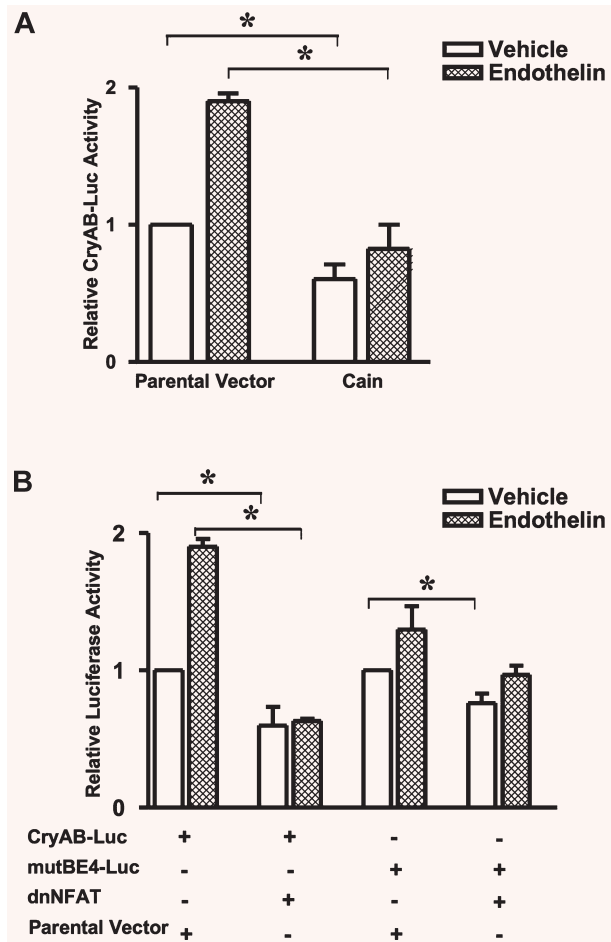 A
*
*
Vehicle
Endothelin
Relative CryAB-Luc Activity
2
1
0
Parental Vector Cain
B
*
*
*
Vehicle
Endothelin
Relative Luciferase Activity
2
1
0
CryAB-Luc + + - -
mutBE4-Luc - - + +
dnNFAT - + - +
Parental Vector + - + -